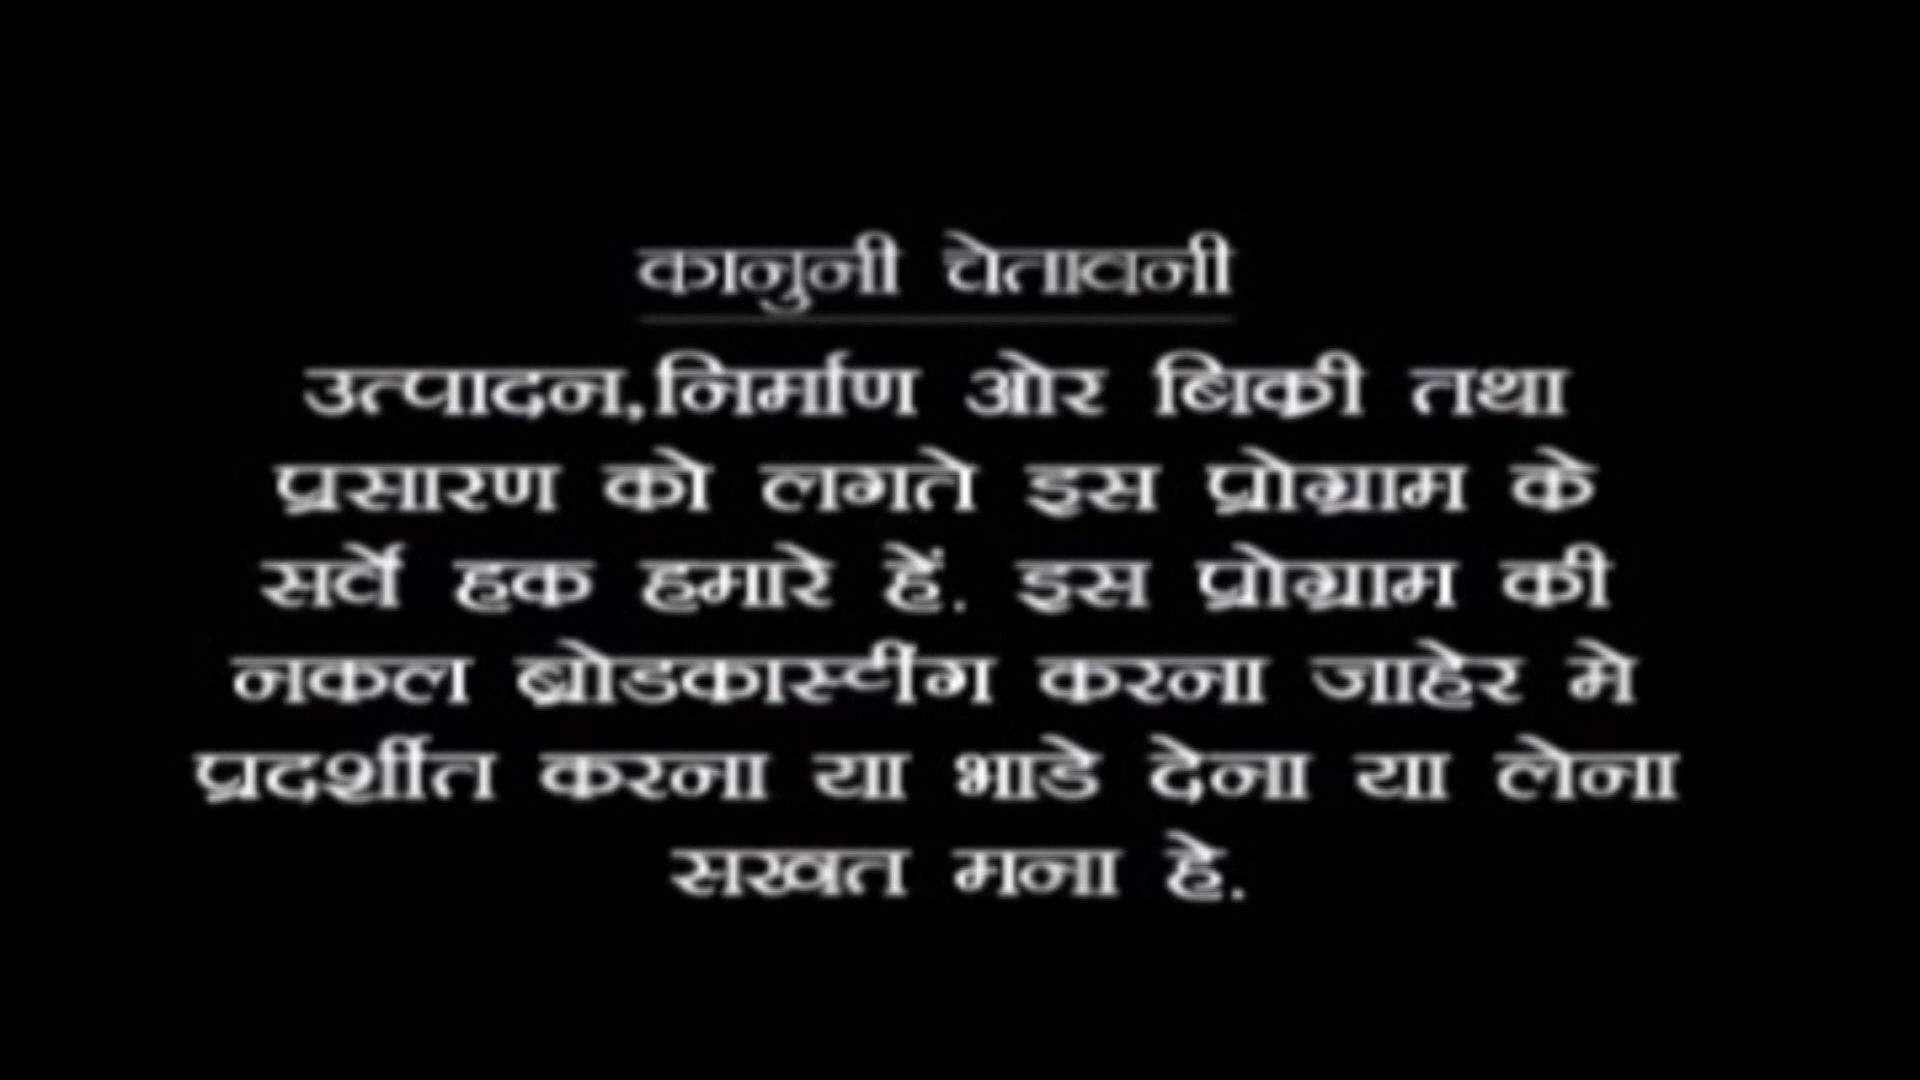 कानुनी चेतावनी
उत्पादन,निर्माण ओर बिक्री तथा
प्रसारण को लगते इस प्रोग्राम के
सर्वे हक हमारे हें. इस प्रोग्राम की
नकल ब्रोडकास्टींग करना जाहेर मे
प्रदर्शीत करना या भाडे देना या लेना
सखत मना हे.